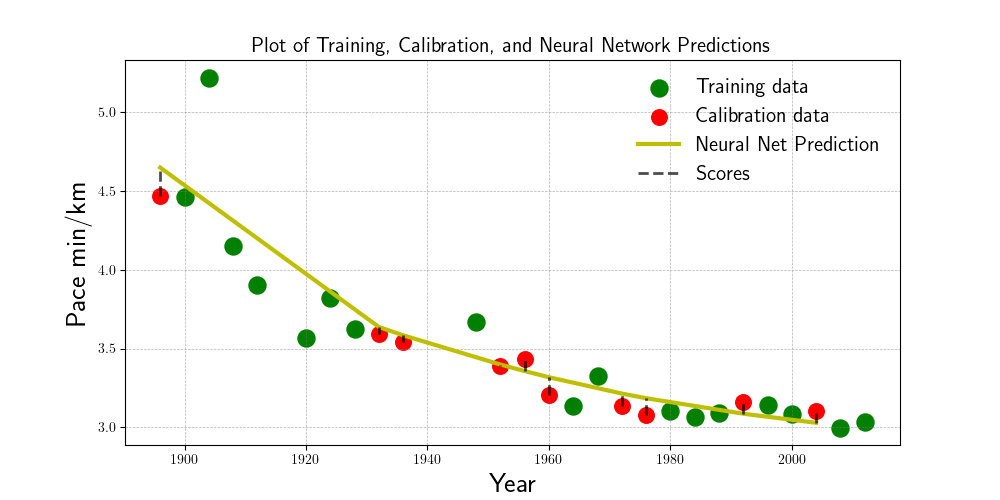 Plot of Training, Calibration, and Neural Network Predictions
Training data
Calibration data
Neural Net Prediction
Scores
Pace min/km
5.0
4.5
4.0
3.5
3.0
1900 1920 1940 1960 1980 2000
Year